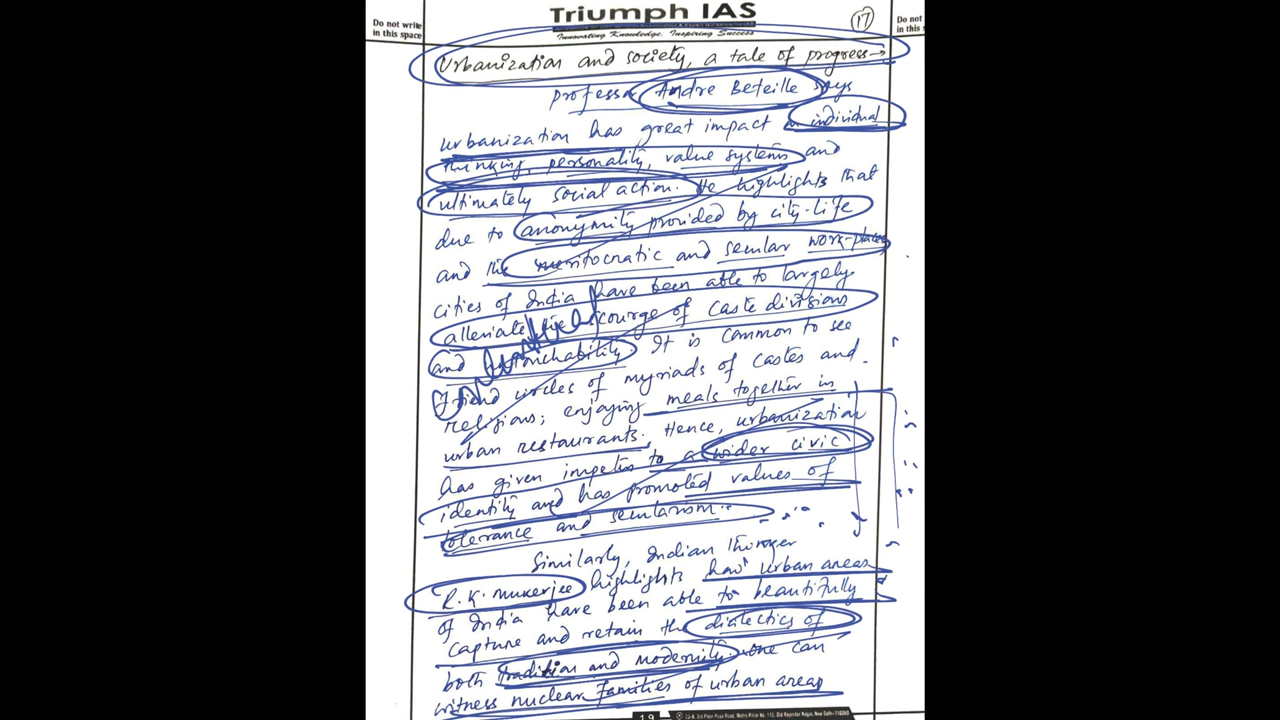 Do not write
in this space
Triumph IAS
Innovating Knowledge, Inspiring Success
17
Do not
in this s
Urbanization and society, a tale of progress →
professor Andre Beteille says
urbanization has great impact individual
thinking, personality, value systems and
ultimately social action. He highlights that
due to anonymity provided by city-life
and the meritocratic and secular work-places
cities of India have been able to largely
alleviate the scourge of caste divisions
and untouchability. It is common to see
friend circles of myriads of castes and
religions; enjoying meals together in
urban restaurants. Hence, urbanization
has given impetus to a wider civic
identity and has promoted values of
tolerance and secularism.
Similarly, Indian thinker
R.K. Mukerjee highlights how urban areas
of India have been able to beautifully
capture and retain the dialectics of
both tradition and modernity. One can
witness nuclear families of urban areas
19